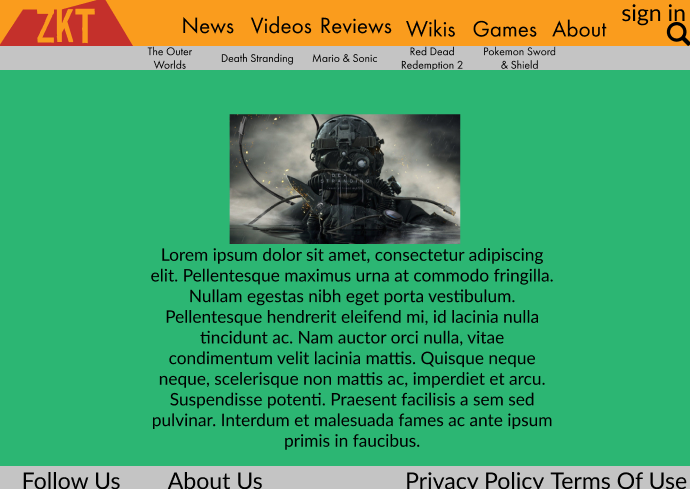 ZKT
News Videos Reviews Wikis Games About
sign in
The Outer
Worlds
Death Stranding
Mario & Sonic
Red Dead
Redemption 2
Pokemon Sword
& Shield
DEATH
STRANDING
Lorem ipsum dolor sit amet, consectetur adipiscing
elit. Pellentesque maximus urna at commodo fringilla.
Nullam egestas nibh eget porta vestibulum.
Pellentesque hendrerit eleifend mi, id lacinia nulla
tincidunt ac. Nam auctor orci nulla, vitae
condimentum velit lacinia mattis. Quisque neque
neque, scelerisque non mattis ac, imperdiet et arcu.
Suspendisse potenti. Praesent facilisis a sem sed
pulvinar. Interdum et malesuada fames ac ante ipsum
primis in faucibus.
Follow Us About Us Privacy Policy Terms Of Use